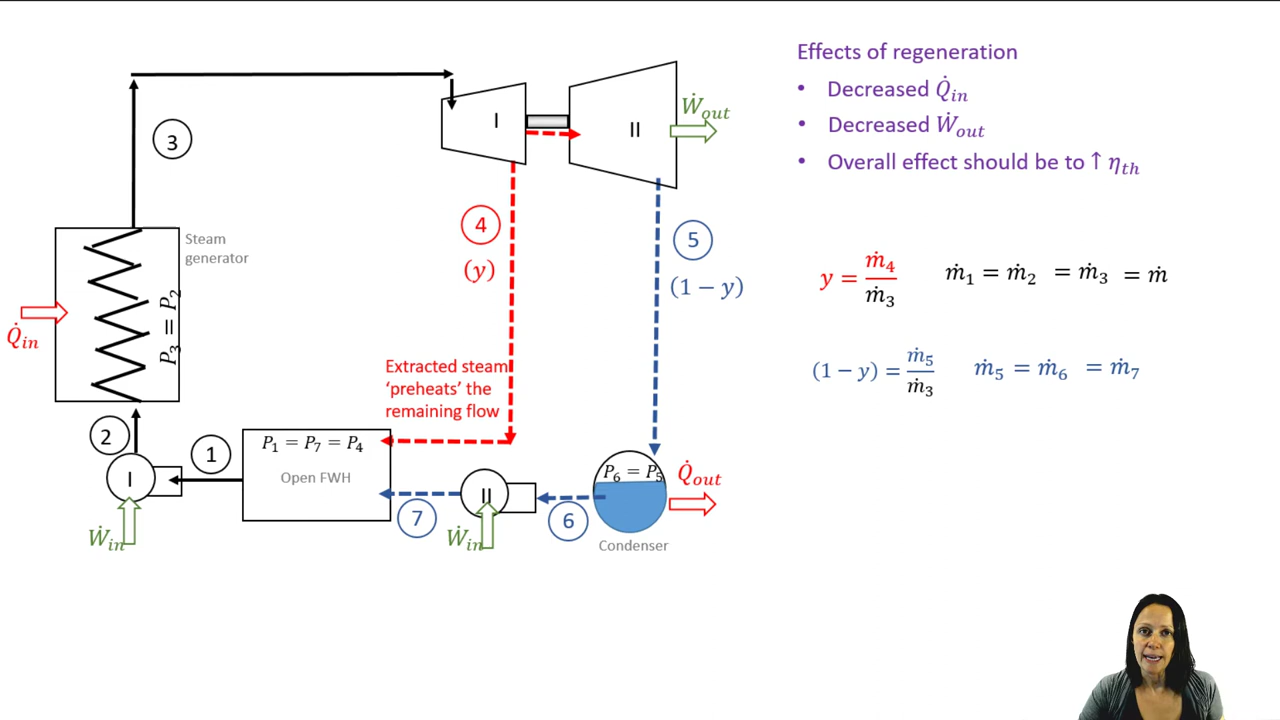 Effects of regeneration
• Decreased Q̇in
• Decreased Ẇout
• Overall effect should be to ↑ ηth
I
II
Ẇout
3
4
(y)
5
(1 − y)
y = ṁ4/ṁ3
ṁ1 = ṁ2 = ṁ3 = ṁ
(1 − y) = ṁ5/ṁ3
ṁ5 = ṁ6 = ṁ7
Steam
generator
Q̇in
P3 = P2
Extracted steam
'preheats' the
remaining flow
2
1
P1 = P7 = P4
Open FWH
I
Ẇin
II
Ẇin
7
6
P6 = P5
Q̇out
Condenser